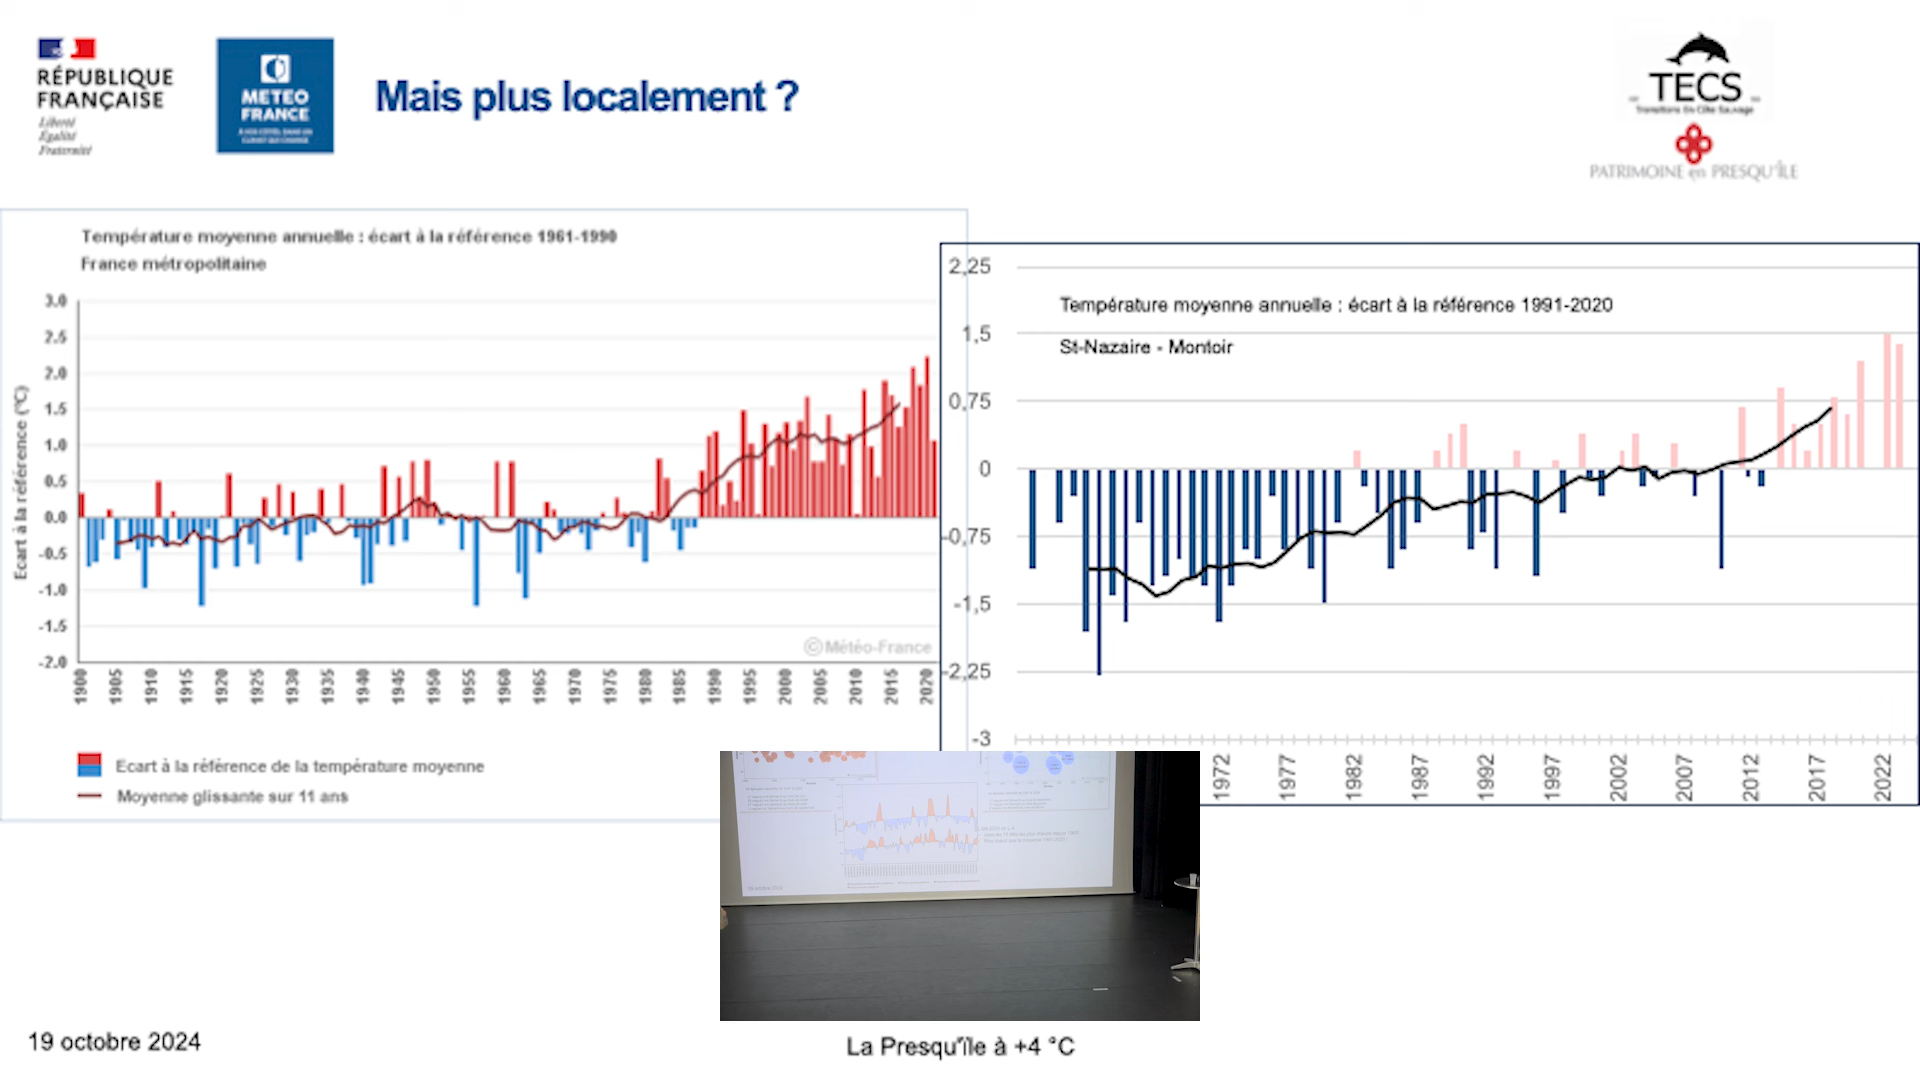 RÉPUBLIQUE
FRANÇAISE
Liberté
Égalité
Fraternité
METEO
FRANCE
Mais plus localement ?
TECS
Transitions En Côte Sauvage
PATRIMOINE en PRESQU'ÎLE
Température moyenne annuelle : écart à la référence 1961-1990
France métropolitaine
Ecart à la référence (°C)
3.0
2.5
2.0
1.5
1.0
0.5
0.0
-0.5
-1.0
-1.5
-2.0
©Météo-France
1900 1905 1910 1915 1920 1925 1930 1935 1940 1945 1950 1955 1960 1965 1970 1975 1980 1985 1990 1995 2000 2005 2010 2015 2020
Ecart à la référence de la température moyenne
Moyenne glissante sur 11 ans
Température moyenne annuelle : écart à la référence 1991-2020
St-Nazaire - Montoir
2,25
1,5
0,75
0
-0,75
-1,5
-2,25
-3
1972 1977 1982 1987 1992 1997 2002 2007 2012 2017 2022
19 octobre 2024
La Presqu'île à +4 °C